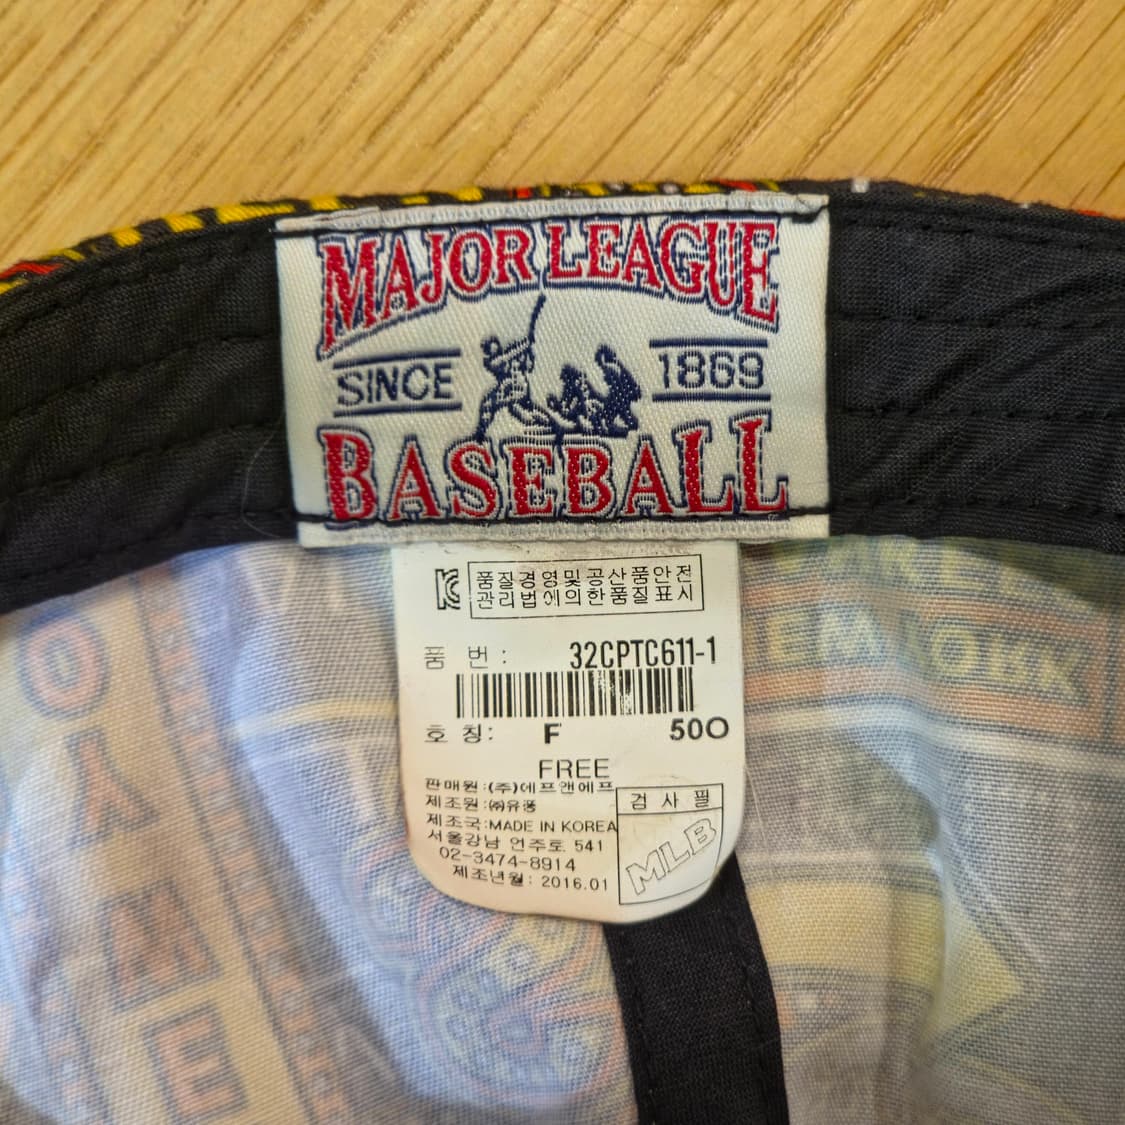 MAJOR LEAGUE
SINCE 1869
BASEBALL
품질경영및공산품안전
관리법에의한품질표시
품 번 : 32CPTC611-1
호 칭: F 500
FREE
판매원:(주)에프앤에프
제조원:㈜유풍
제조국:MADE IN KOREA
서울강남 언주로 541
02-3474-8914
제조년월: 2016.01
검 사 필
MLB